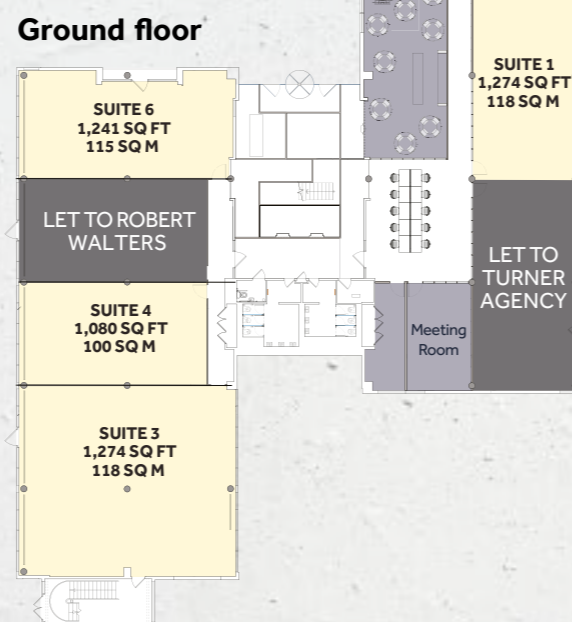 Ground floor
SUITE 1
1,274 SQ FT
118 SQ M
SUITE 6
1,241 SQ FT
115 SQ M
LET TO ROBERT
WALTERS
LET TO
TURNER
AGENCY
SUITE 4
1,080 SQ FT
100 SQ M
Meeting
Room
SUITE 3
1,274 SQ FT
118 SQ M